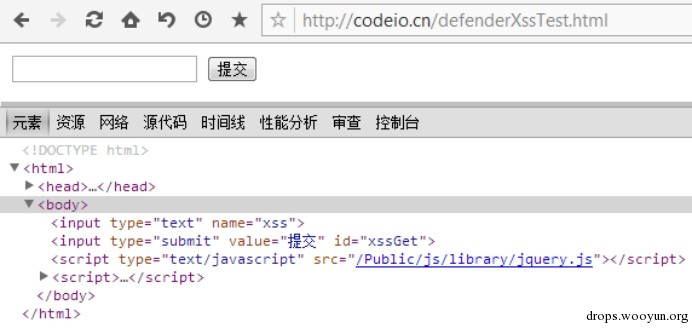 http://codeio.cn/defenderXssTest.html
提交
元素 资源 网络 源代码 时间线 性能分析 审查 控制台
<!DOCTYPE html>
▼<html>
▶<head>…</head>
▼<body>
<input type="text" name="xss">
<input type="submit" value="提交" id="xssGet">
<script type="text/javascript" src="/Public/js/library/jquery.js"></script>
▶<script>…</script>
</body>
</html>
drops.wooyun.org